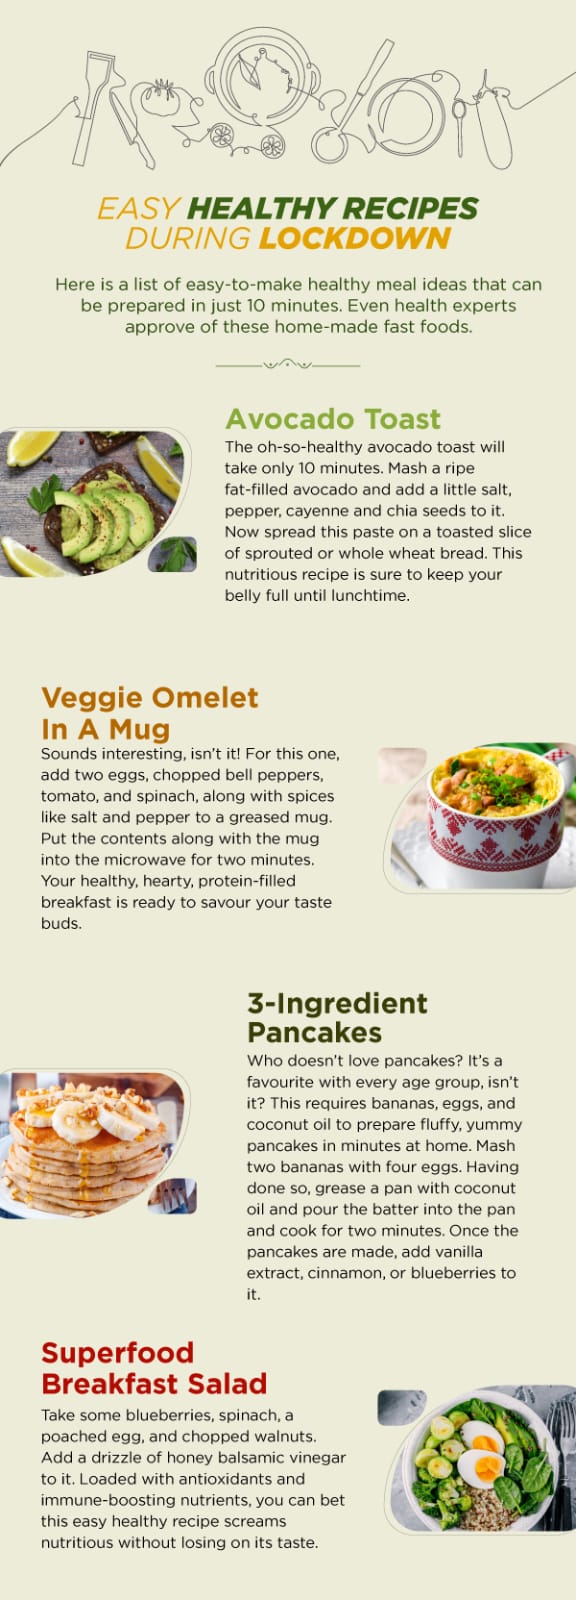 EASY HEALTHY RECIPES
DURING LOCKDOWN
Here is a list of easy-to-make healthy meal ideas that can
be prepared in just 10 minutes. Even health experts
approve of these home-made fast foods.
Avocado Toast
The oh-so-healthy avocado toast will
take only 10 minutes. Mash a ripe
fat-filled avocado and add a little salt,
pepper, cayenne and chia seeds to it.
Now spread this paste on a toasted slice
of sprouted or whole wheat bread. This
nutritious recipe is sure to keep your
belly full until lunchtime.
Veggie Omelet
In A Mug
Sounds interesting, isn't it! For this one,
add two eggs, chopped bell peppers,
tomato, and spinach, along with spices
like salt and pepper to a greased mug.
Put the contents along with the mug
into the microwave for two minutes.
Your healthy, hearty, protein-filled
breakfast is ready to savour your taste
buds.
3-Ingredient
Pancakes
Who doesn't love pancakes? It's a
favourite with every age group, isn't
it? This requires bananas, eggs, and
coconut oil to prepare fluffy, yummy
pancakes in minutes at home. Mash
two bananas with four eggs. Having
done so, grease a pan with coconut
oil and pour the batter into the pan
and cook for two minutes. Once the
pancakes are made, add vanilla
extract, cinnamon, or blueberries to
it.
Superfood
Breakfast Salad
Take some blueberries, spinach, a
poached egg, and chopped walnuts.
Add a drizzle of honey balsamic vinegar
to it. Loaded with antioxidants and
immune-boosting nutrients, you can bet
this easy healthy recipe screams
nutritious without losing on its taste.